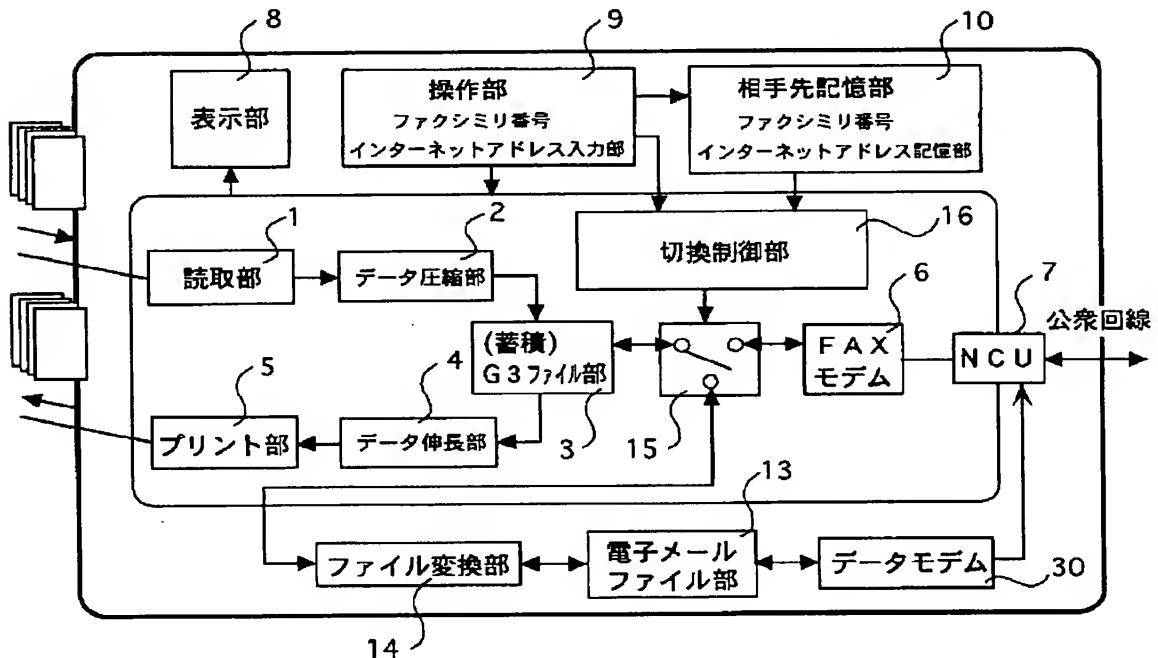 8
9
10
表示部
操作部
ファクシミリ番号
インターネットアドレス入力部
相手先記憶部
ファクシミリ番号
インターネットアドレス記憶部
1
2
16
読取部
データ圧縮部
切換制御部
6
7
公衆回線
(蓄積)
G3ファイル部
FAX
モデム
NCU
5
4
3
15
プリント部
データ伸長部
13
ファイル変換部
電子メール
ファイル部
データモデム
30
14